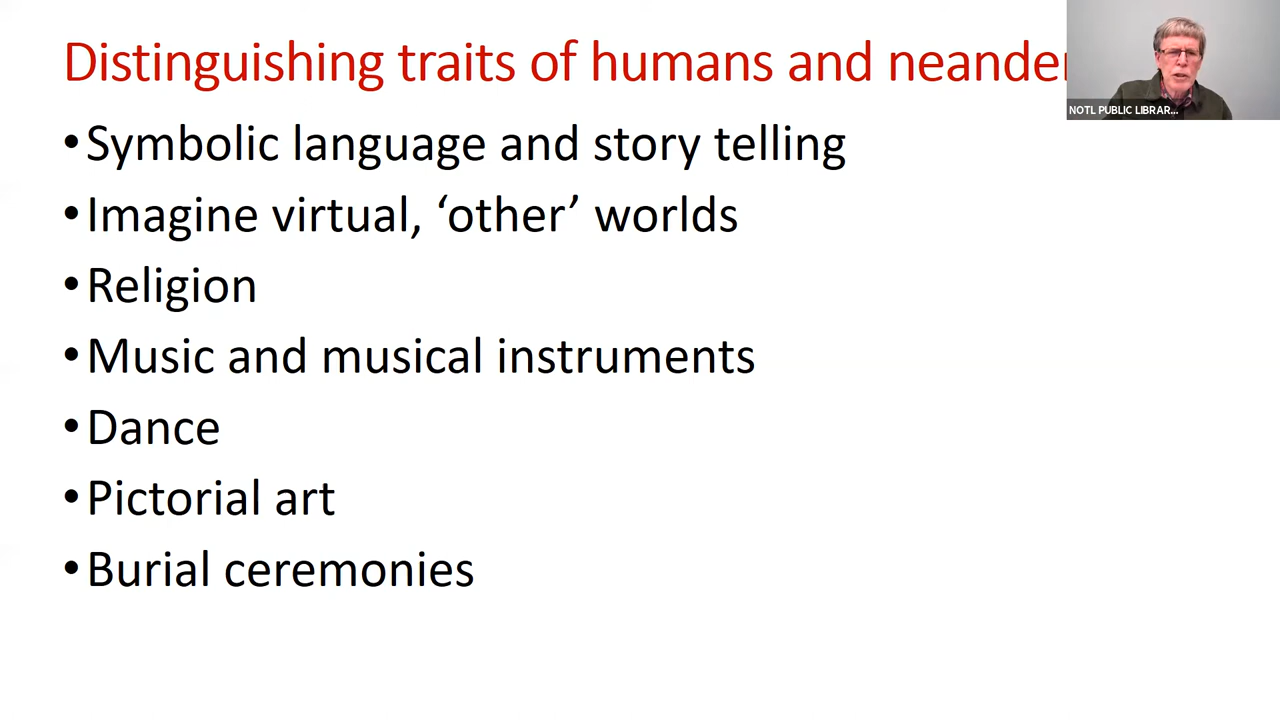 Distinguishing traits of humans and neander
NOTL PUBLIC LIBRAR...
•Symbolic language and story telling
•Imagine virtual, ‘other’ worlds
•Religion
•Music and musical instruments
•Dance
•Pictorial art
•Burial ceremonies